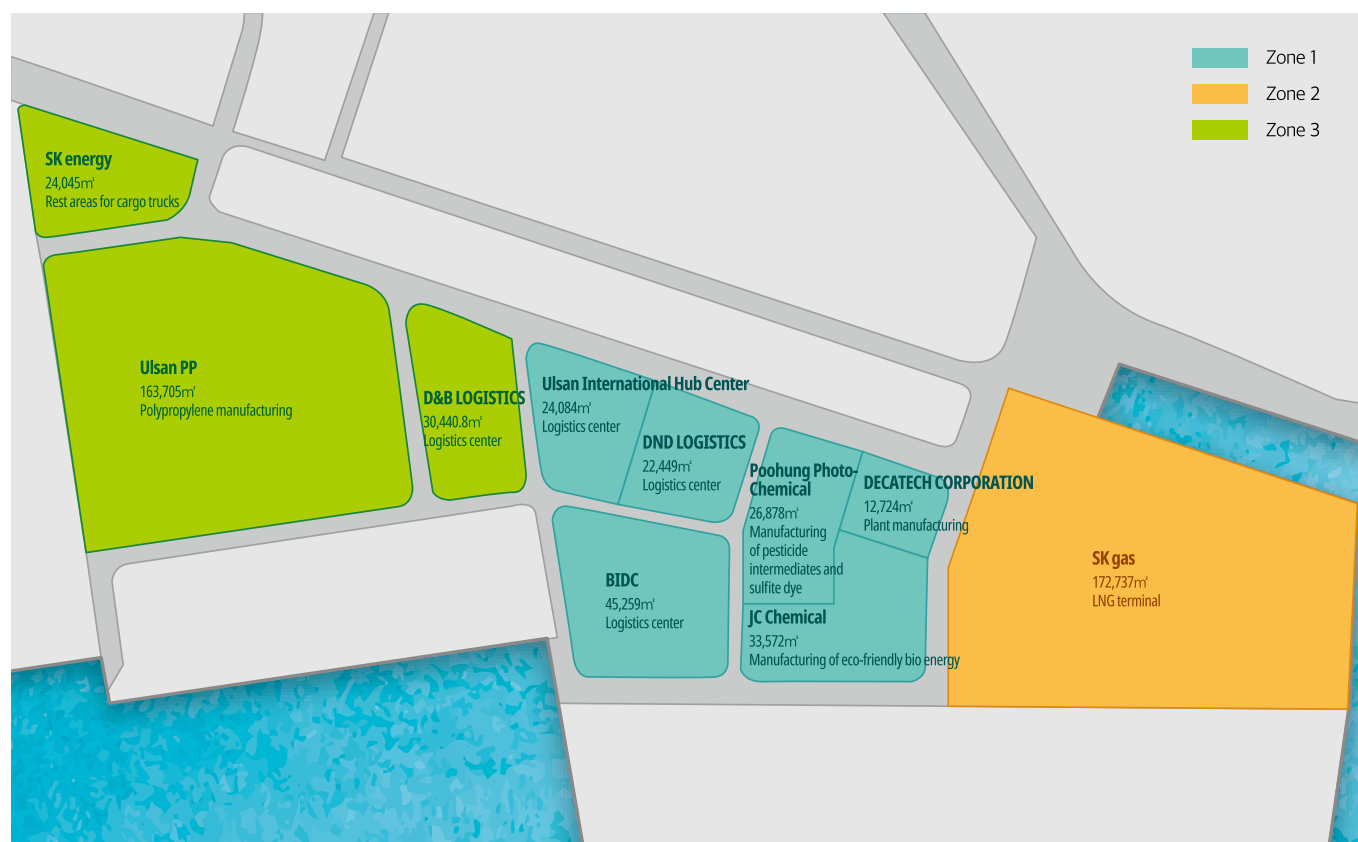 Zone 1
Zone 2
Zone 3
SK energy
24,045㎡
Rest areas for cargo trucks
Ulsan PP
163,705㎡
Polypropylene manufacturing
D&B LOGISTICS
30,440.8㎡
Logistics center
Ulsan International Hub Center
24,084㎡
Logistics center
DND LOGISTICS
22,449㎡
Logistics center
Poohung Photo-
Chemical
26,878㎡
Manufacturing
of pesticide
intermediates and
sulfite dye
DECATECH CORPORATION
12,724㎡
Plant manufacturing
BIDC
45,259㎡
Logistics center
JC Chemical
33,572㎡
Manufacturing of eco-friendly bio energy
SK gas
172,737㎡
LNG terminal